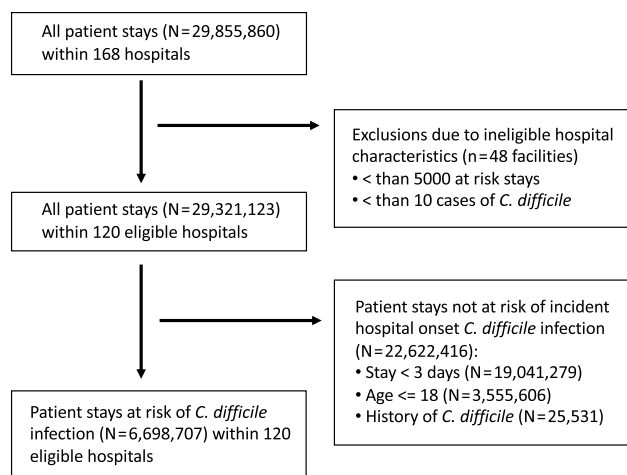 All patient stays (N=29,855,860)
within 168 hospitals
Exclusions due to ineligible hospital
characteristics (n=48 facilities)
• < than 5000 at risk stays
• < than 10 cases of C. difficile
All patient stays (N=29,321,123)
within 120 eligible hospitals
Patient stays not at risk of incident
hospital onset C. difficile infection
(N=22,622,416):
• Stay < 3 days (N=19,041,279)
• Age <= 18 (N=3,555,606)
• History of C. difficile (N=25,531)
Patient stays at risk of C. difficile
infection (N=6,698,707) within 120
eligible hospitals